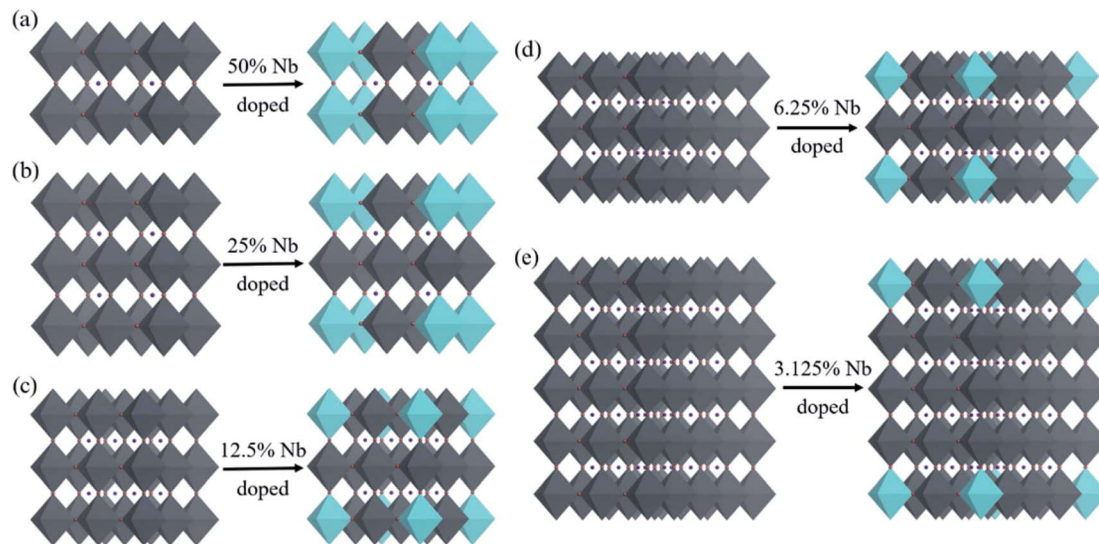 (a)
50% Nb
doped
(b)
25% Nb
doped
(c)
12.5% Nb
doped
(d)
6.25% Nb
doped
(e)
3.125% Nb
doped